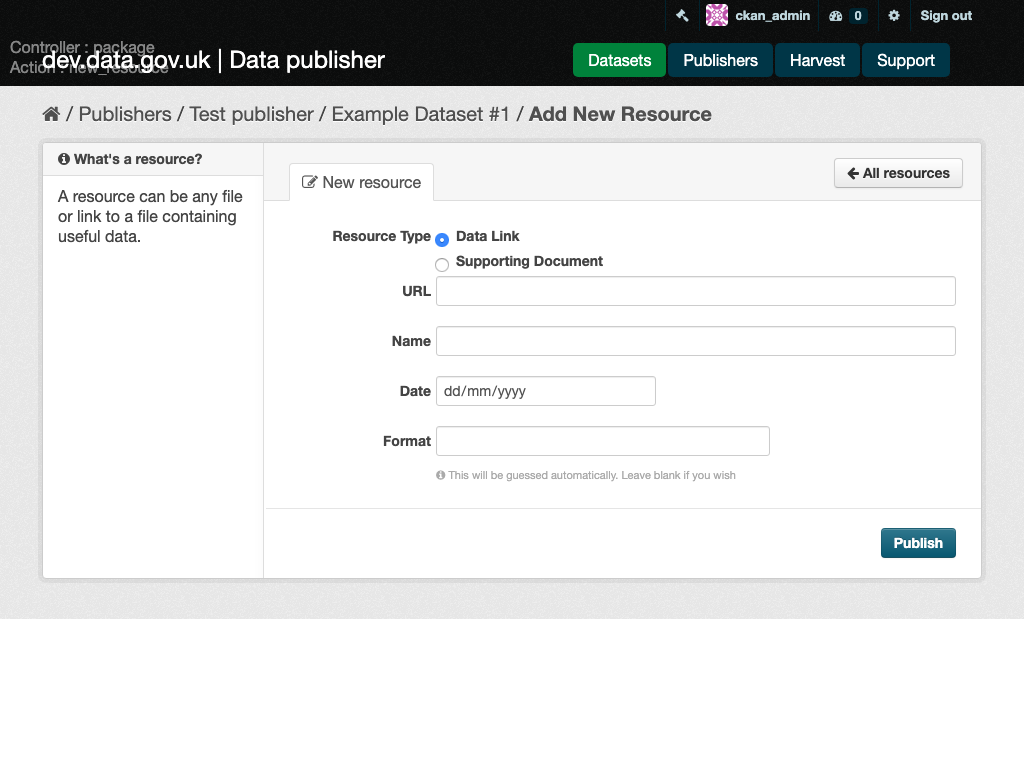 ckan_admin 0 Sign out
Controller : package
Action : new_resource
dev.data.gov.uk | Data publisher
Datasets Publishers Harvest Support
/ Publishers / Test publisher / Example Dataset #1 / Add New Resource
What's a resource?
A resource can be any file
or link to a file containing
useful data.
New resource
All resources
Resource Type Data Link
Supporting Document
URL
Name
Date dd/mm/yyyy
Format
This will be guessed automatically. Leave blank if you wish
Publish